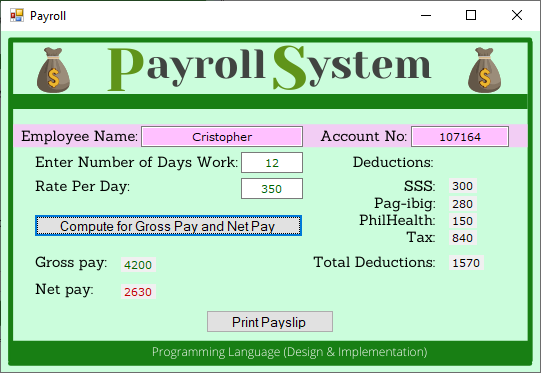 Payroll
Payroll System
Employee Name: Cristopher Account No: 107164
Enter Number of Days Work: 12 Deductions:
Rate Per Day: 350 SSS: 300
Pag-ibig: 280
Compute for Gross Pay and Net Pay PhilHealth: 150
Tax: 840
Gross pay: 4200 Total Deductions: 1570
Net pay: 2630
Print Payslip
Programming Language (Design & Implementation)